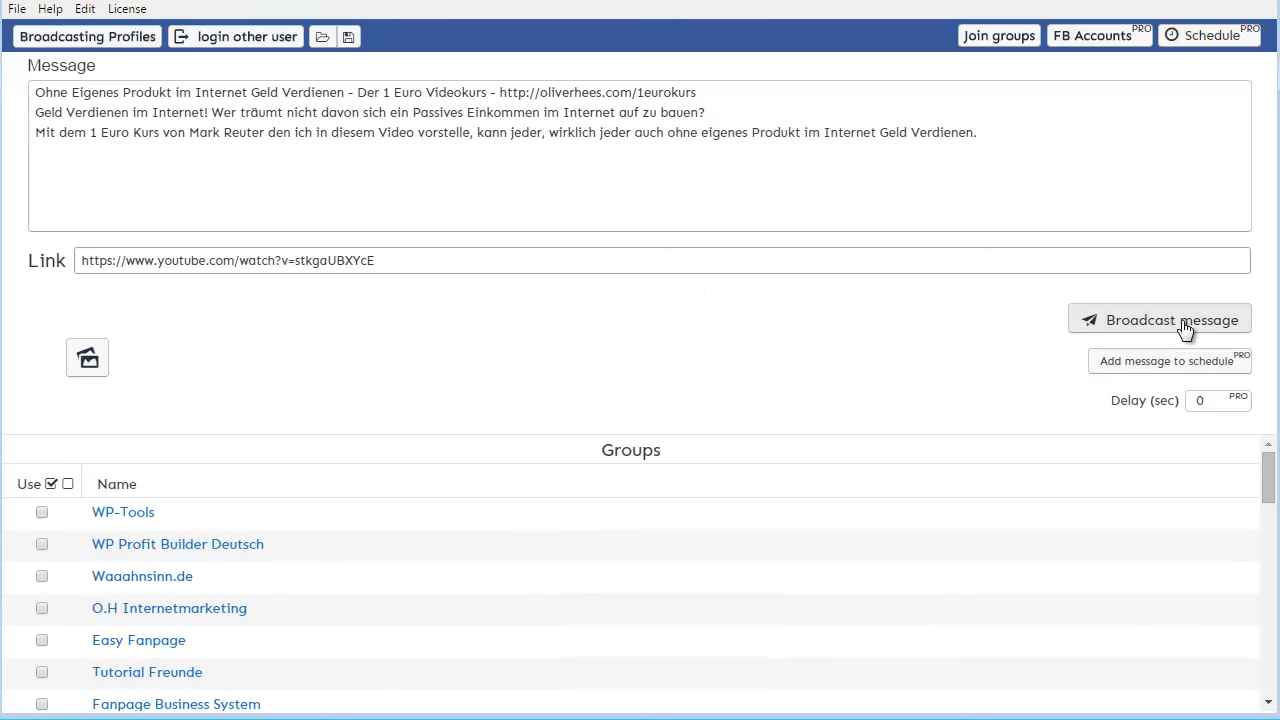 File Help Edit License
Broadcasting Profiles login other user Join groups FB Accounts PRO Schedule PRO
Message
Ohne Eigenes Produkt im Internet Geld Verdienen - Der 1 Euro Videokurs - http://oliverhees.com/1eurokurs
Geld Verdienen im Internet! Wer träumt nicht davon sich ein Passives Einkommen im Internet auf zu bauen?
Mit dem 1 Euro Kurs von Mark Reuter den ich in diesem Video vorstelle, kann jeder, wirklich jeder auch ohne eigenes Produkt im Internet Geld Verdienen.
Link https://www.youtube.com/watch?v=stkgaUBXYcE
Broadcast message
Add message to schedule PRO
Delay (sec) 0 PRO
Groups
Use Name
WP-Tools
WP Profit Builder Deutsch
Waaahnsinn.de
O.H Internetmarketing
Easy Fanpage
Tutorial Freunde
Fanpage Business System